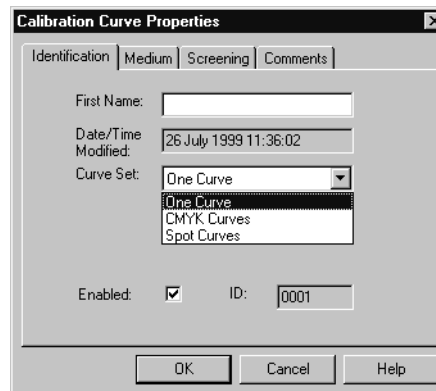 Calibration Curve Properties
Identification Medium Screening Comments
First Name:
Date/Time Modified: 26 July 1999 11:36:02
Curve Set: One Curve
One Curve
CMYK Curves
Spot Curves
Enabled: ID: 0001
OK Cancel Help